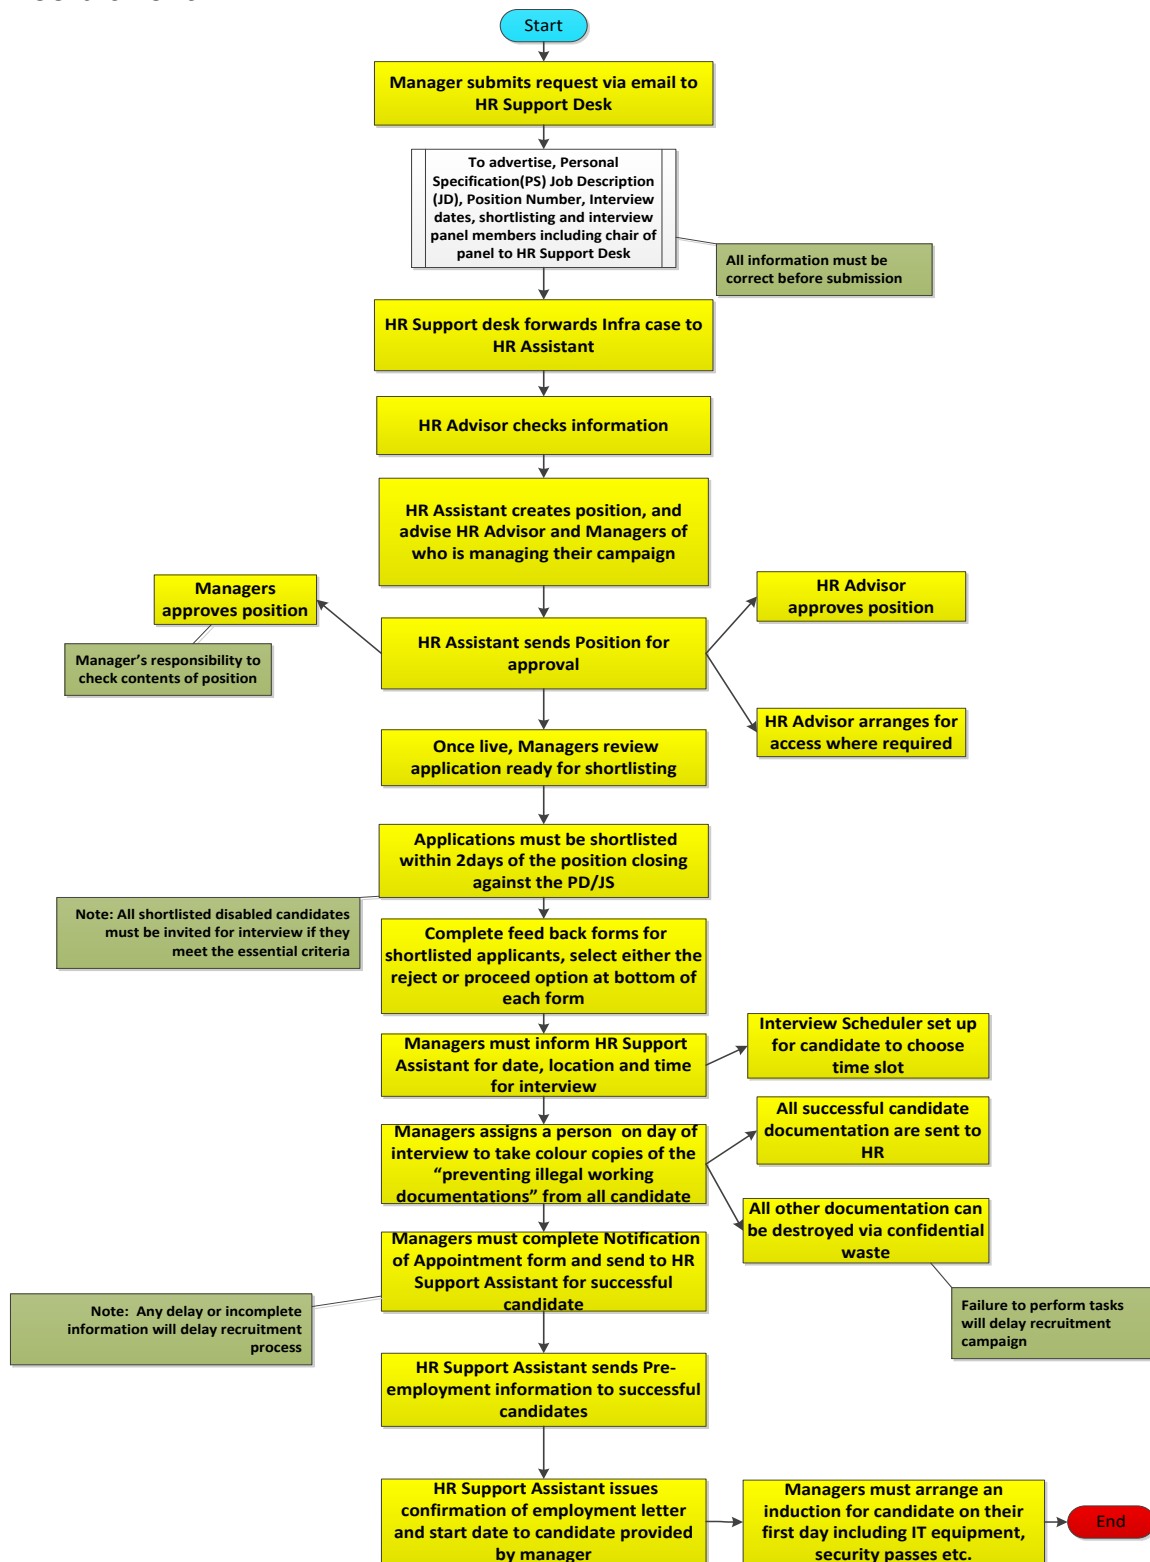 Start
Manager submits request via email to
HR Support Desk
To advertise, Personal
Specification(PS) Job Description
(JD), Position Number, Interview
dates, shortlisting and interview
panel members including chair of
panel to HR Support Desk
All information must be
correct before submission
HR Support desk forwards Infra case to
HR Assistant
HR Advisor checks information
HR Assistant creates position, and
advise HR Advisor and Managers of
who is managing their campaign
Managers
approves position
HR Advisor
approves position
HR Assistant sends Position for
approval
Manager’s responsibility to
check contents of position
HR Advisor arranges for
access where required
Once live, Managers review
application ready for shortlisting
Applications must be shortlisted
within 2days of the position closing
against the PD/JS
Note: All shortlisted disabled candidates
must be invited for interview if they
meet the essential criteria
Complete feed back forms for
shortlisted applicants, select either the
reject or proceed option at bottom of
each form
Managers must inform HR Support
Assistant for date, location and time
for interview
Interview Scheduler set up
for candidate to choose
time slot
Managers assigns a person  on day of
interview to take colour copies of the
“preventing illegal working
documentations” from all candidate
All successful candidate
documentation are sent to
HR
All other documentation can
be destroyed via confidential
waste
Managers must complete Notification
of Appointment form and send to HR
Support Assistant for successful
candidate
Note:  Any delay or incomplete
information will delay recruitment
process
Failure to perform tasks
will delay recruitment
campaign
HR Support Assistant sends Pre-
employment information to successful
candidates
HR Support Assistant issues
confirmation of employment letter
and start date to candidate provided
by manager
Managers must arrange an
induction for candidate on their
first day including IT equipment,
security passes etc.
End